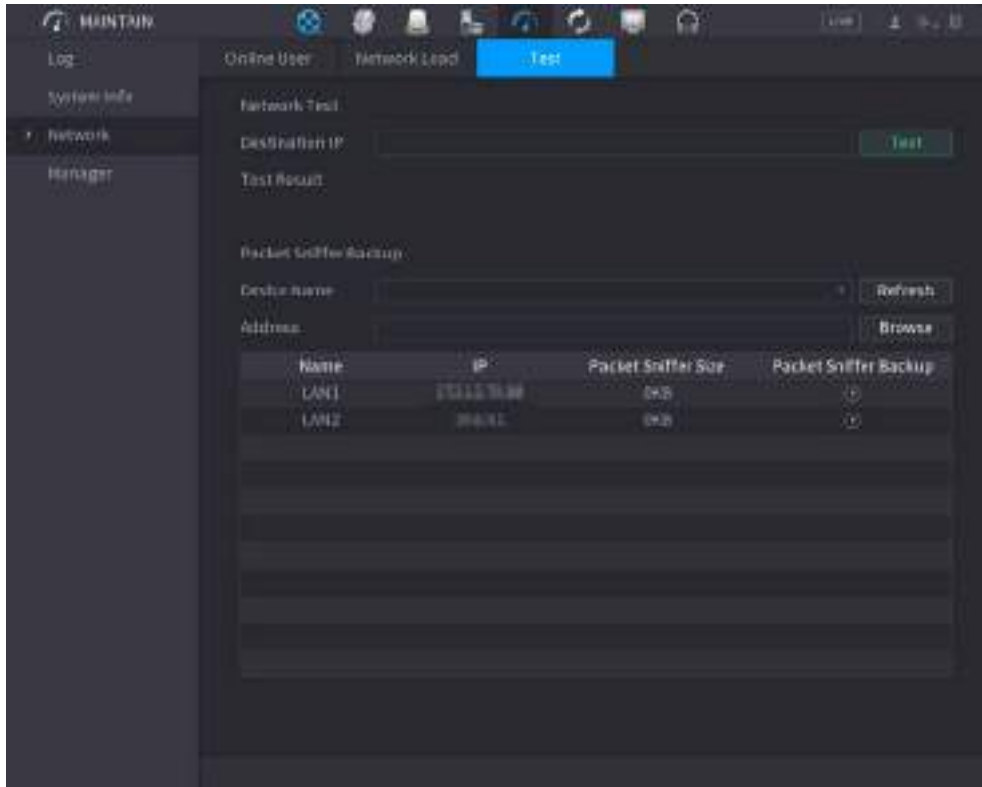 MAINTAIN
LIVE
Log
Online User
Network Load
Test
System Info
Network
Manager
Network Test
Destination IP
Test
Test Result
Packet Sniffer Backup
Device Name
Refresh
Address
Browse
Name IP Packet Sniffer Size Packet Sniffer Backup
LAN1 0KB
LAN2 0KB